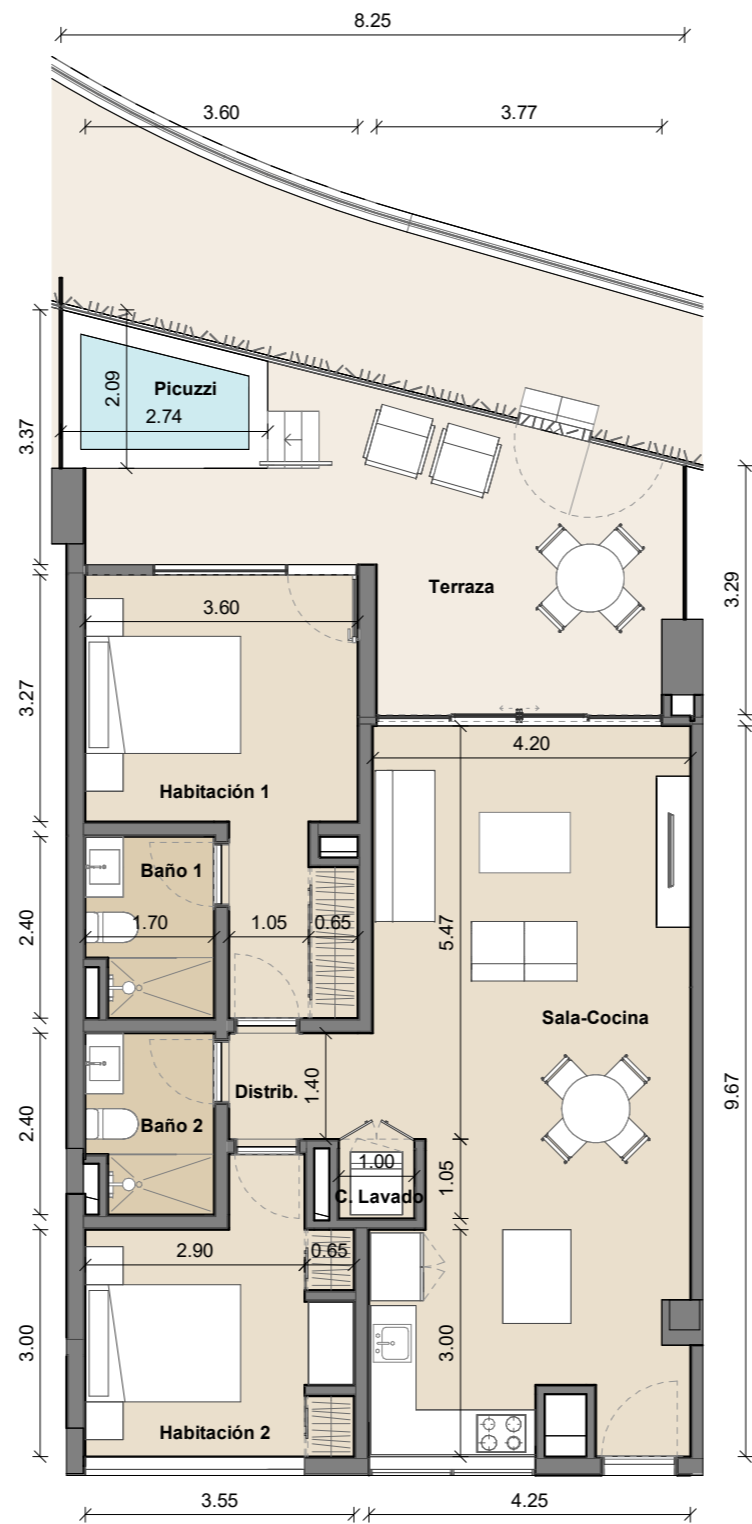 8.25
3.60
3.77
Picuzzi
2.09
2.74
3.37
Terraza
3.29
3.60
3.27
4.20
Habitación 1
Baño 1
2.40
1.70
1.05
0.65
5.47
Sala-Cocina
9.67
Distrib.
1.40
2.40
Baño 2
1.00
C. Lavado
1.05
2.90
0.65
3.00
3.00
Habitación 2
3.55
4.25